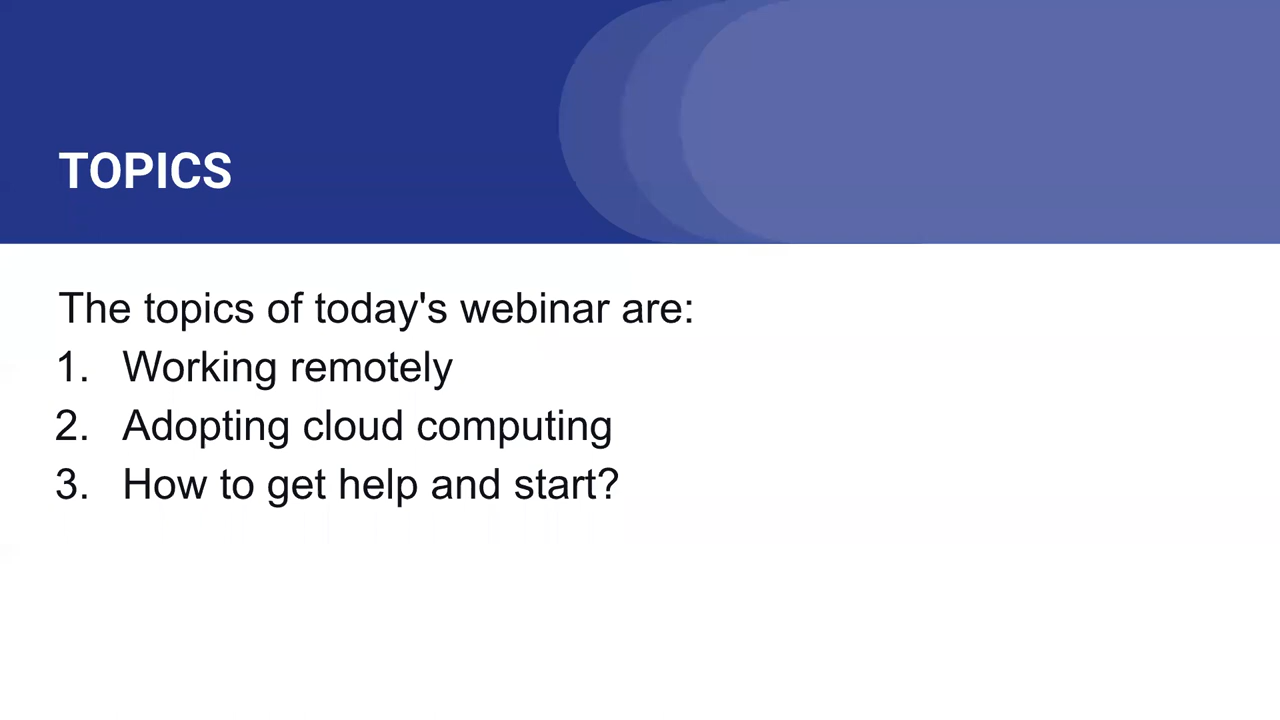 TOPICS
The topics of today's webinar are:
1. Working remotely
2. Adopting cloud computing
3. How to get help and start?